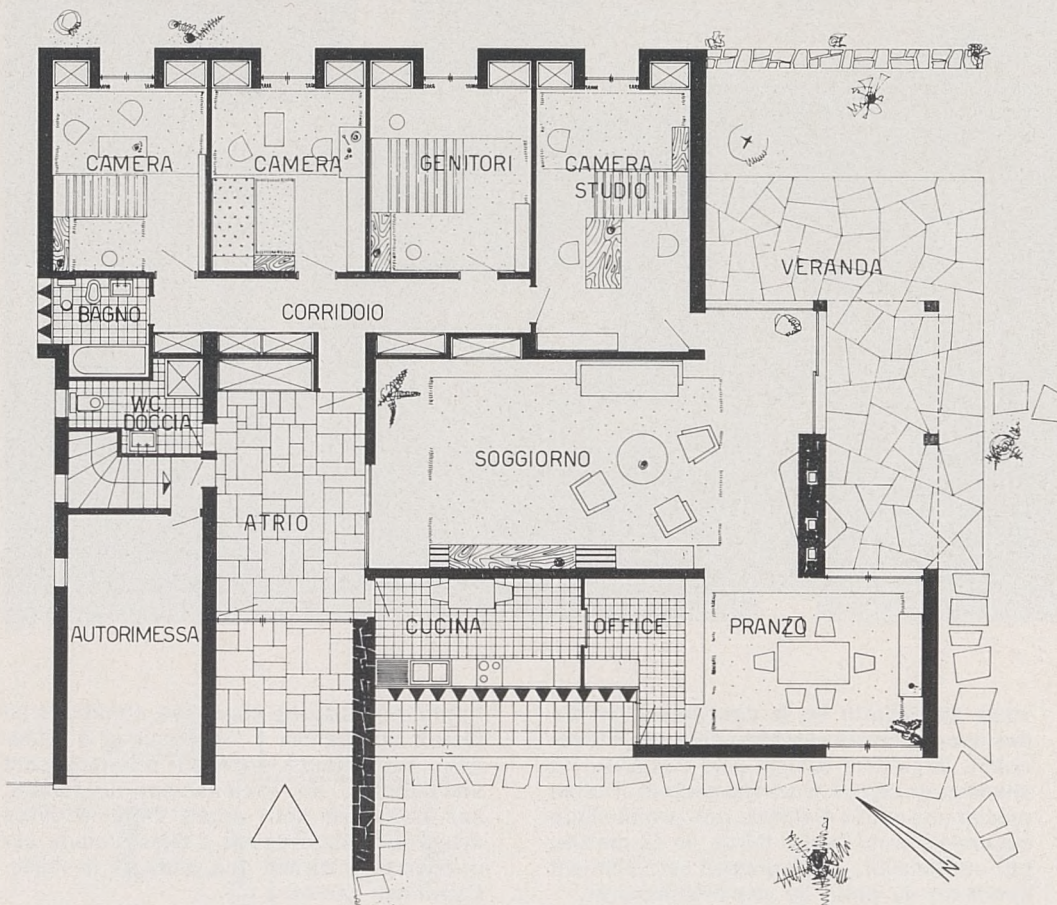 CAMERA
CAMERA
GENITORI
CAMERA
STUDIO
VERANDA
BAGNO
CORRIDOIO
W.C.
DOCCIA
SOGGIORNO
ATRIO
AUTORIMESSA
CUCINA
OFFICE
PRANZO
N